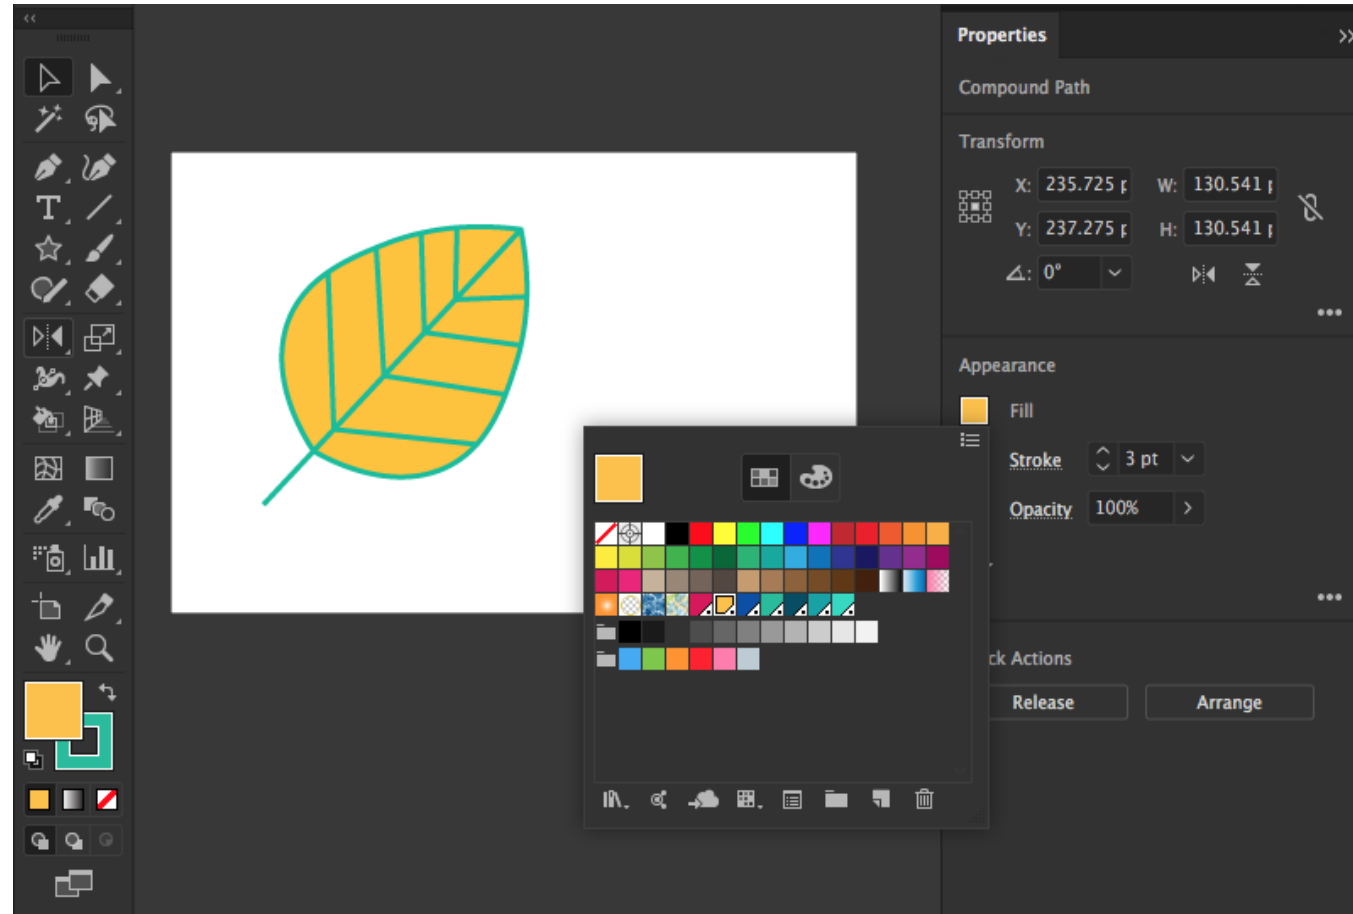 Properties
Compound Path
Transform
X: 235.725 p W: 130.541 p
Y: 237.275 p H: 130.541 p
0°
Appearance
Fill
Stroke 3 pt
Opacity 100%
ck Actions
Release Arrange